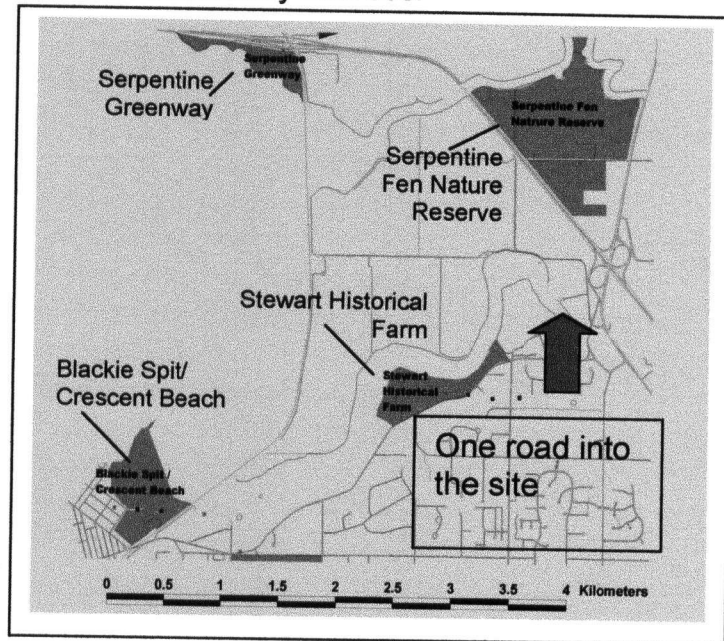 Serpentine
Greenway
Serpentine
Greenway
Serpentine Fen
Natrure Reserve
Serpentine
Fen Nature
Reserve
Stewart Historical
Farm
Stewart
Historical
Farm
Blackie Spit/
Crescent Beach
Blackie Spit /
Crescent Beach
One road into
the site
0 0.5 1 1.5 2 2.5 3 3.5 4 Kilometers